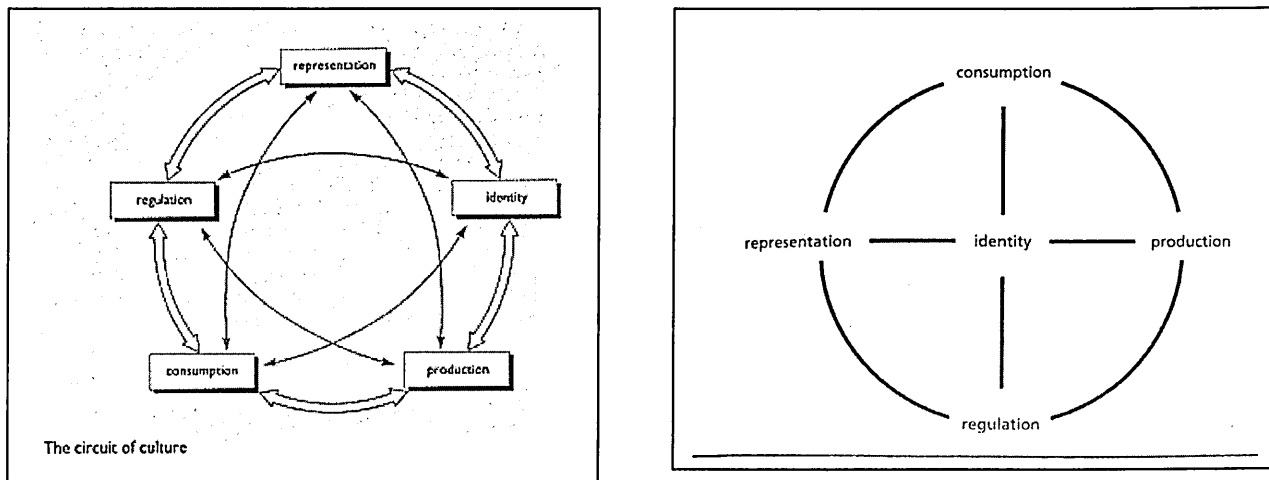 representation
regulation
identity
consumption
production
The circuit of culture
consumption
representation
identity
production
regulation